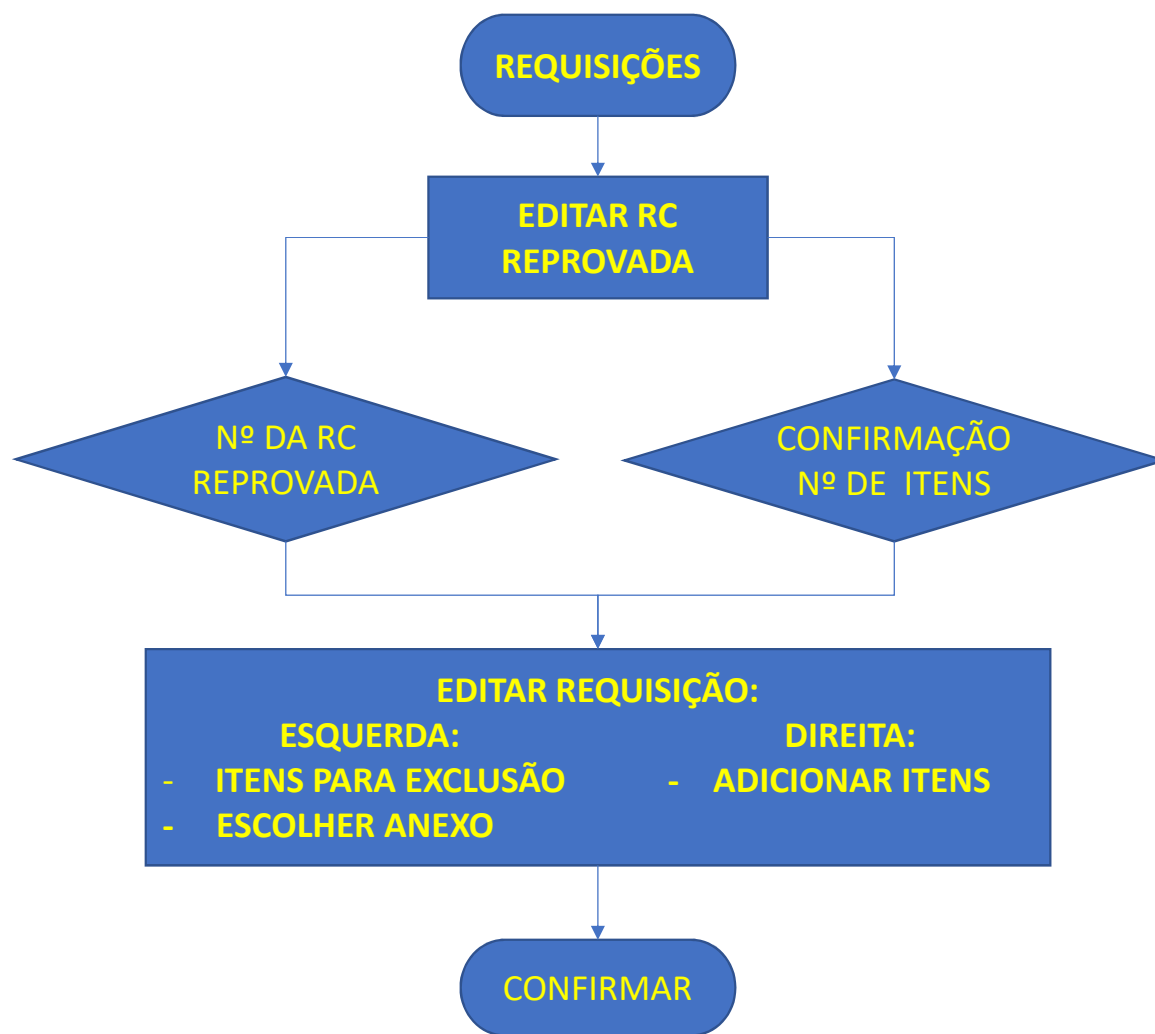 REQUISIÇÕES
EDITAR RC
REPROVADA
Nº DA RC
REPROVADA
CONFIRMAÇÃO
Nº DE ITENS
EDITAR REQUISIÇÃO:
ESQUERDA:
- ITENS PARA EXCLUSÃO
- ESCOLHER ANEXO
DIREITA:
- ADICIONAR ITENS
CONFIRMAR